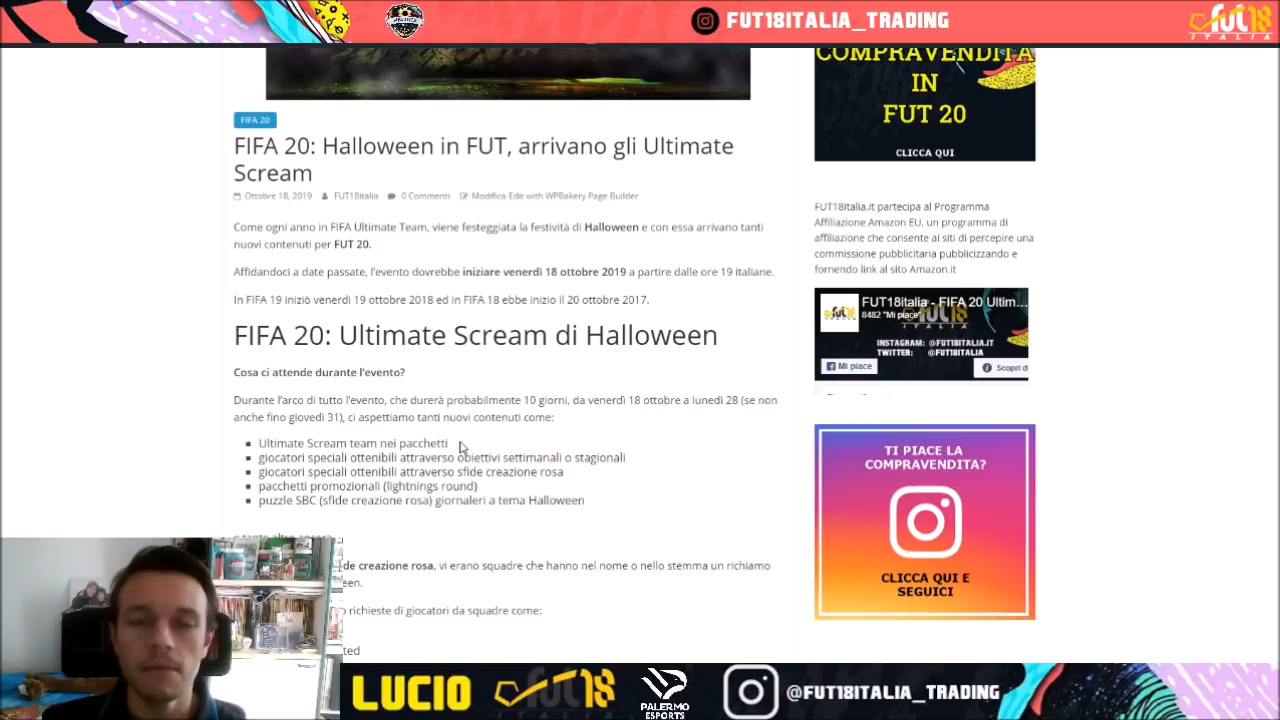 FUT18ITALIA_TRADING
fut18
ITALIA
COMPRAVENDITA
IN
FUT 20
CLICCA QUI
FIFA 20
FIFA 20: Halloween in FUT, arrivano gli Ultimate
Scream
Ottobre 18, 2019 FUT18italia 0 Commenti Modifica Edit with WPBakery Page Builder
Come ogni anno in FIFA Ultimate Team, viene festeggiata la festività di Halloween e con essa arrivano tanti
nuovi contenuti per FUT 20.
Affidandoci a date passate, l'evento dovrebbe iniziare venerdì 18 ottobre 2019 a partire dalle ore 19 italiane.
In FIFA 19 iniziò venerdì 19 ottobre 2018 ed in FIFA 18 ebbe inizio il 20 ottobre 2017.
FIFA 20: Ultimate Scream di Halloween
Cosa ci attende durante l'evento?
Durante l'arco di tutto l'evento, che durerà probabilmente 10 giorni, da venerdì 18 ottobre a lunedì 28 (se non
anche fino giovedì 31), ci aspettiamo tanti nuovi contenuti come:
Ultimate Scream team nei pacchetti
giocatori speciali ottenibili attraverso obiettivi settimanali o stagionali
giocatori speciali ottenibili attraverso sfide creazione rosa
pacchetti promozionali (lightnings round)
puzzle SBC (sfide creazione rosa) giornaleri a tema Halloween
de creazione rosa, vi erano squadre che hanno nel nome o nello stemma un richiamo
een.
o richieste di giocatori da squadre come:
ted
FUT18italia.it partecipa al Programma
Affiliazione Amazon EU, un programma di
affiliazione che consente ai siti di percepire una
commissione pubblicitaria pubblicizzando e
fornendo link al sito Amazon.it
FUT18italia - FIFA 20 Ultim...
8482 "Mi piace"
INSTAGRAM: @FUT18ITALIA.IT
TWITTER: @FUT18ITALIA
Mi piace
Scopri di
TI PIACE LA
COMPRAVENDITA?
CLICCA QUI E
SEGUICI
LUCIO
fut18
ITALIA
PALERMO
ESPORTS
@FUT18ITALIA_TRADING